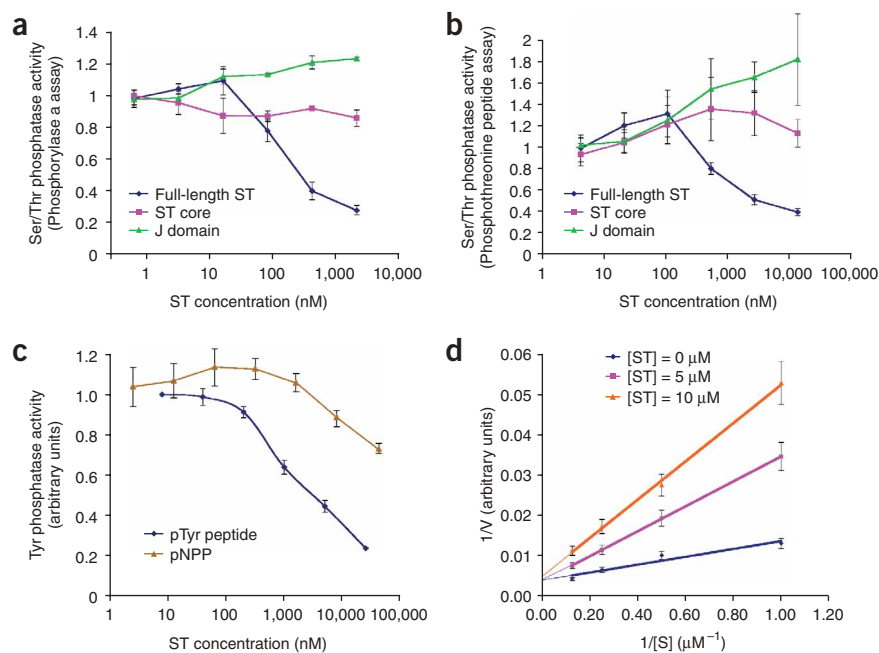 a
Ser/Thr phosphatase activity
(Phosphorylase a assay)
1.4
1.2
1
0.8
0.6
0.4
0.2
0
Full-length ST
ST core
J domain
1
10
100
1,000
10,000
ST concentration (nM)
b
Ser/Thr phosphatase activity
(Phosphothreonine peptide assay)
2
1.8
1.6
1.4
1.2
1.0
0.8
0.6
0.4
0.2
0
Full-length ST
ST core
J domain
1
10
100
1,000
10,000
100,000
ST concentration (nM)
c
Tyr phosphatase activity
(arbitrary units)
1.2
1.0
0.8
0.6
0.4
0.2
0
pTyr peptide
pNPP
1
10
100
1,000
10,000
100,000
ST concentration (nM)
d
1/V (arbitrary units)
0.06
0.05
0.04
0.03
0.02
0.01
0
[ST] = 0 μM
[ST] = 5 μM
[ST] = 10 μM
0.00
0.20
0.40
0.60
0.80
1.00
1.20
1/[S] (μM⁻¹)